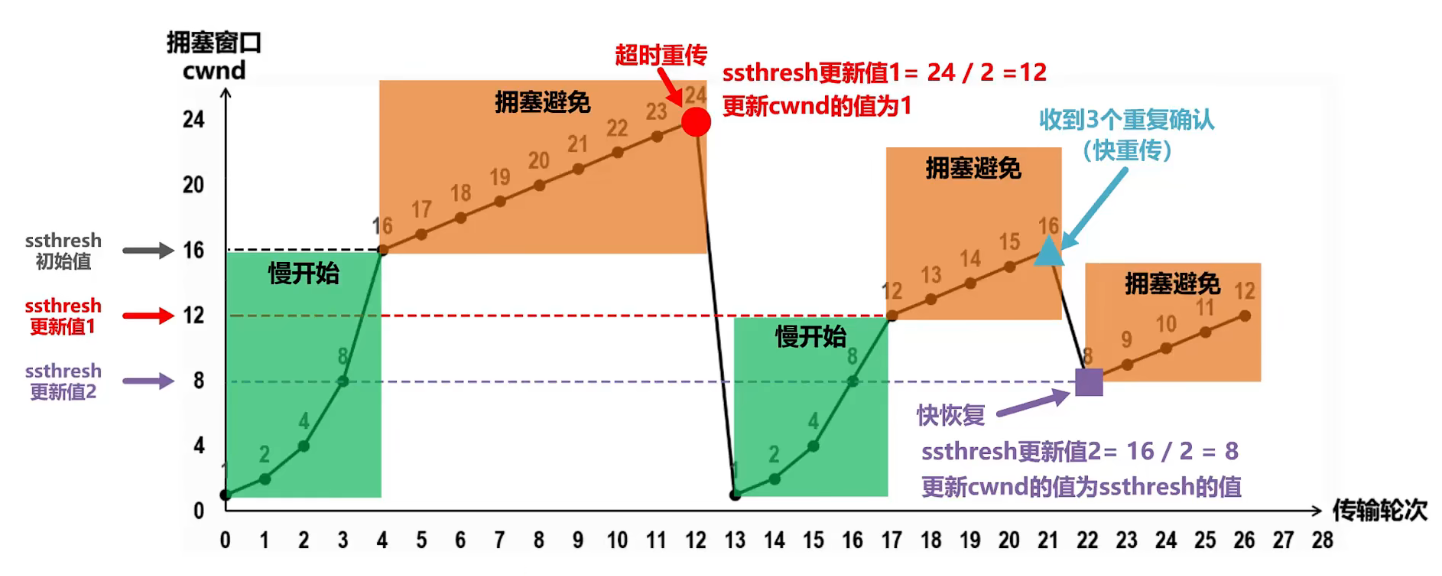 拥塞窗口
cwnd
24
20
16
12
8
4
0
ssthresh
初始值
ssthresh
更新值1
ssthresh
更新值2
慢开始
1
2
4
8
16
拥塞避免
17
18
19
20
21
22
23
24
超时重传
ssthresh更新值1= 24 / 2 =12
更新cwnd的值为1
慢开始
1
2
4
8
12
拥塞避免
13
14
15
16
收到3个重复确认
（快重传）
拥塞避免
8
9
10
11
12
快恢复
ssthresh更新值2= 16 / 2 = 8
更新cwnd的值为ssthresh的值
传输轮次
0 1 2 3 4 5 6 7 8 9 10 11 12 13 14 15 16 17 18 19 20 21 22 23 24 25 26 27 28